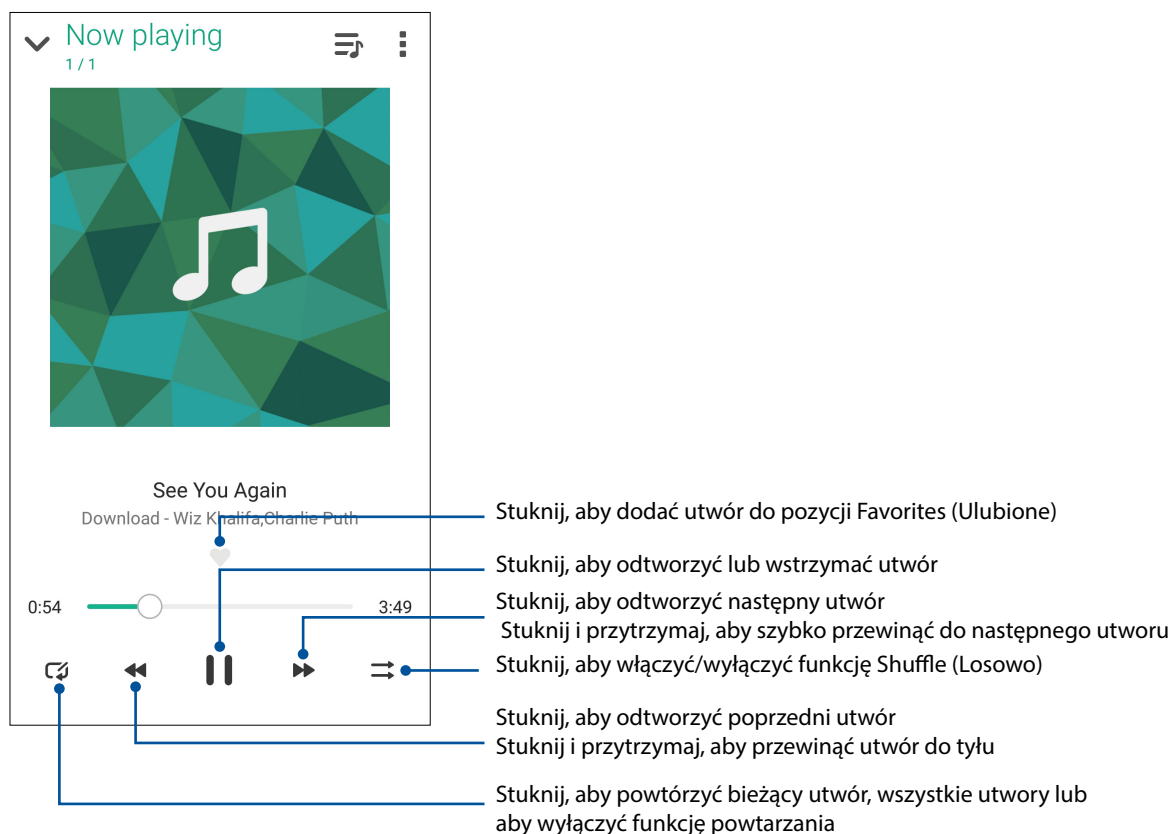 Now playing
1 / 1
See You Again
Download - Wiz Khalifa,Charlie Puth
Stuknij, aby dodać utwór do pozycji Favorites (Ulubione)
Stuknij, aby odtworzyć lub wstrzymać utwór
0:54
3:49
Stuknij, aby odtworzyć następny utwór
Stuknij i przytrzymaj, aby szybko przewinąć do następnego utworu
Stuknij, aby włączyć/wyłączyć funkcję Shuffle (Losowo)
Stuknij, aby odtworzyć poprzedni utwór
Stuknij i przytrzymaj, aby przewinąć utwór do tyłu
Stuknij, aby powtórzyć bieżący utwór, wszystkie utwory lub
aby wyłączyć funkcję powtarzania